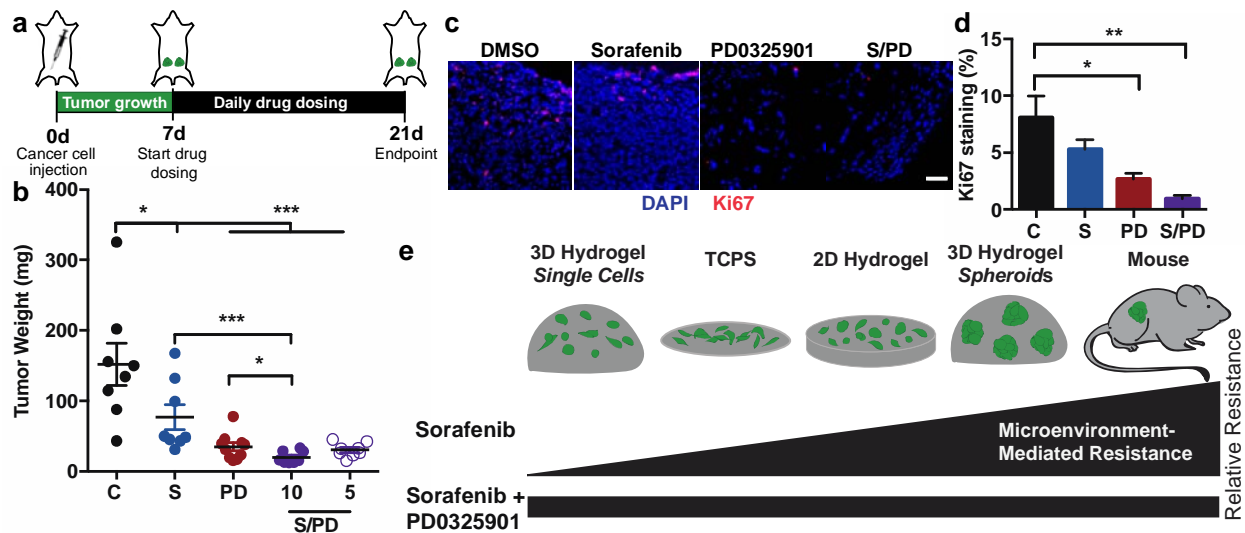 a
Tumor growth
Daily drug dosing
0d
7d
21d
Cancer cell
injection
Start drug
dosing
Endpoint
b
Tumor Weight (mg)
400
300
200
100
0
*
***
***
*
C
S
PD
10
5
S/PD
c
DMSO
Sorafenib
PD0325901
S/PD
DAPI
Ki67
d
Ki67 staining (%)
15
10
5
0
**
*
C
S
PD
S/PD
e
3D Hydrogel
Single Cells
TCPS
2D Hydrogel
3D Hydrogel
Spheroids
Mouse
Sorafenib
Microenvironment-
Mediated Resistance
Sorafenib +
PD0325901
Relative Resistance